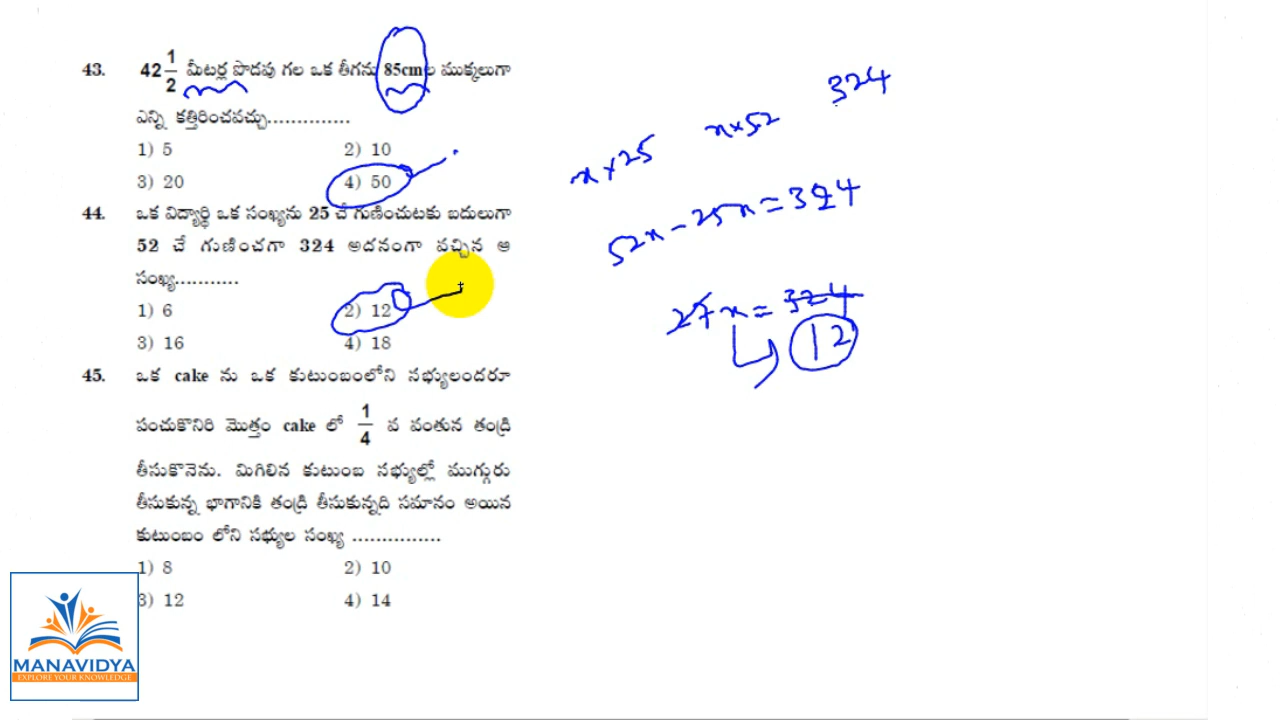 43. 42 1/2 మీటర్ల పొడవు గల ఒక తీగను 85cmల ముక్కలుగా
ఎన్ని కత్తిరించవచ్చు..............
1) 5 2) 10
3) 20 4) 50
44. ఒక విద్యార్థి ఒక సంఖ్యను 25 చే గుణించుటకు బదులుగా
52 చే గుణించగా 324 అదనంగా వచ్చిన ఆ
సంఖ్య...........
1) 6 2) 12
3) 16 4) 18
45. ఒక cake ను ఒక కుటుంబంలోని సభ్యులందరూ
పంచుకొనిరి మొత్తం cake లో 1/4 వ వంతున తండ్రి
తీసుకొనెను. మిగిలిన కుటుంబ సభ్యుల్లో ముగ్గురు
తీసుకున్న భాగానికి తండ్రి తీసుకున్నది సమానం అయిన
కుటుంబం లోని సభ్యుల సంఖ్య ...............
1) 8 2) 10
3) 12 4) 14
x×25 x×52 324
52x-25x=324
27x=324
12
MANAVIDYA
EXPLORE YOUR KNOWLEDGE